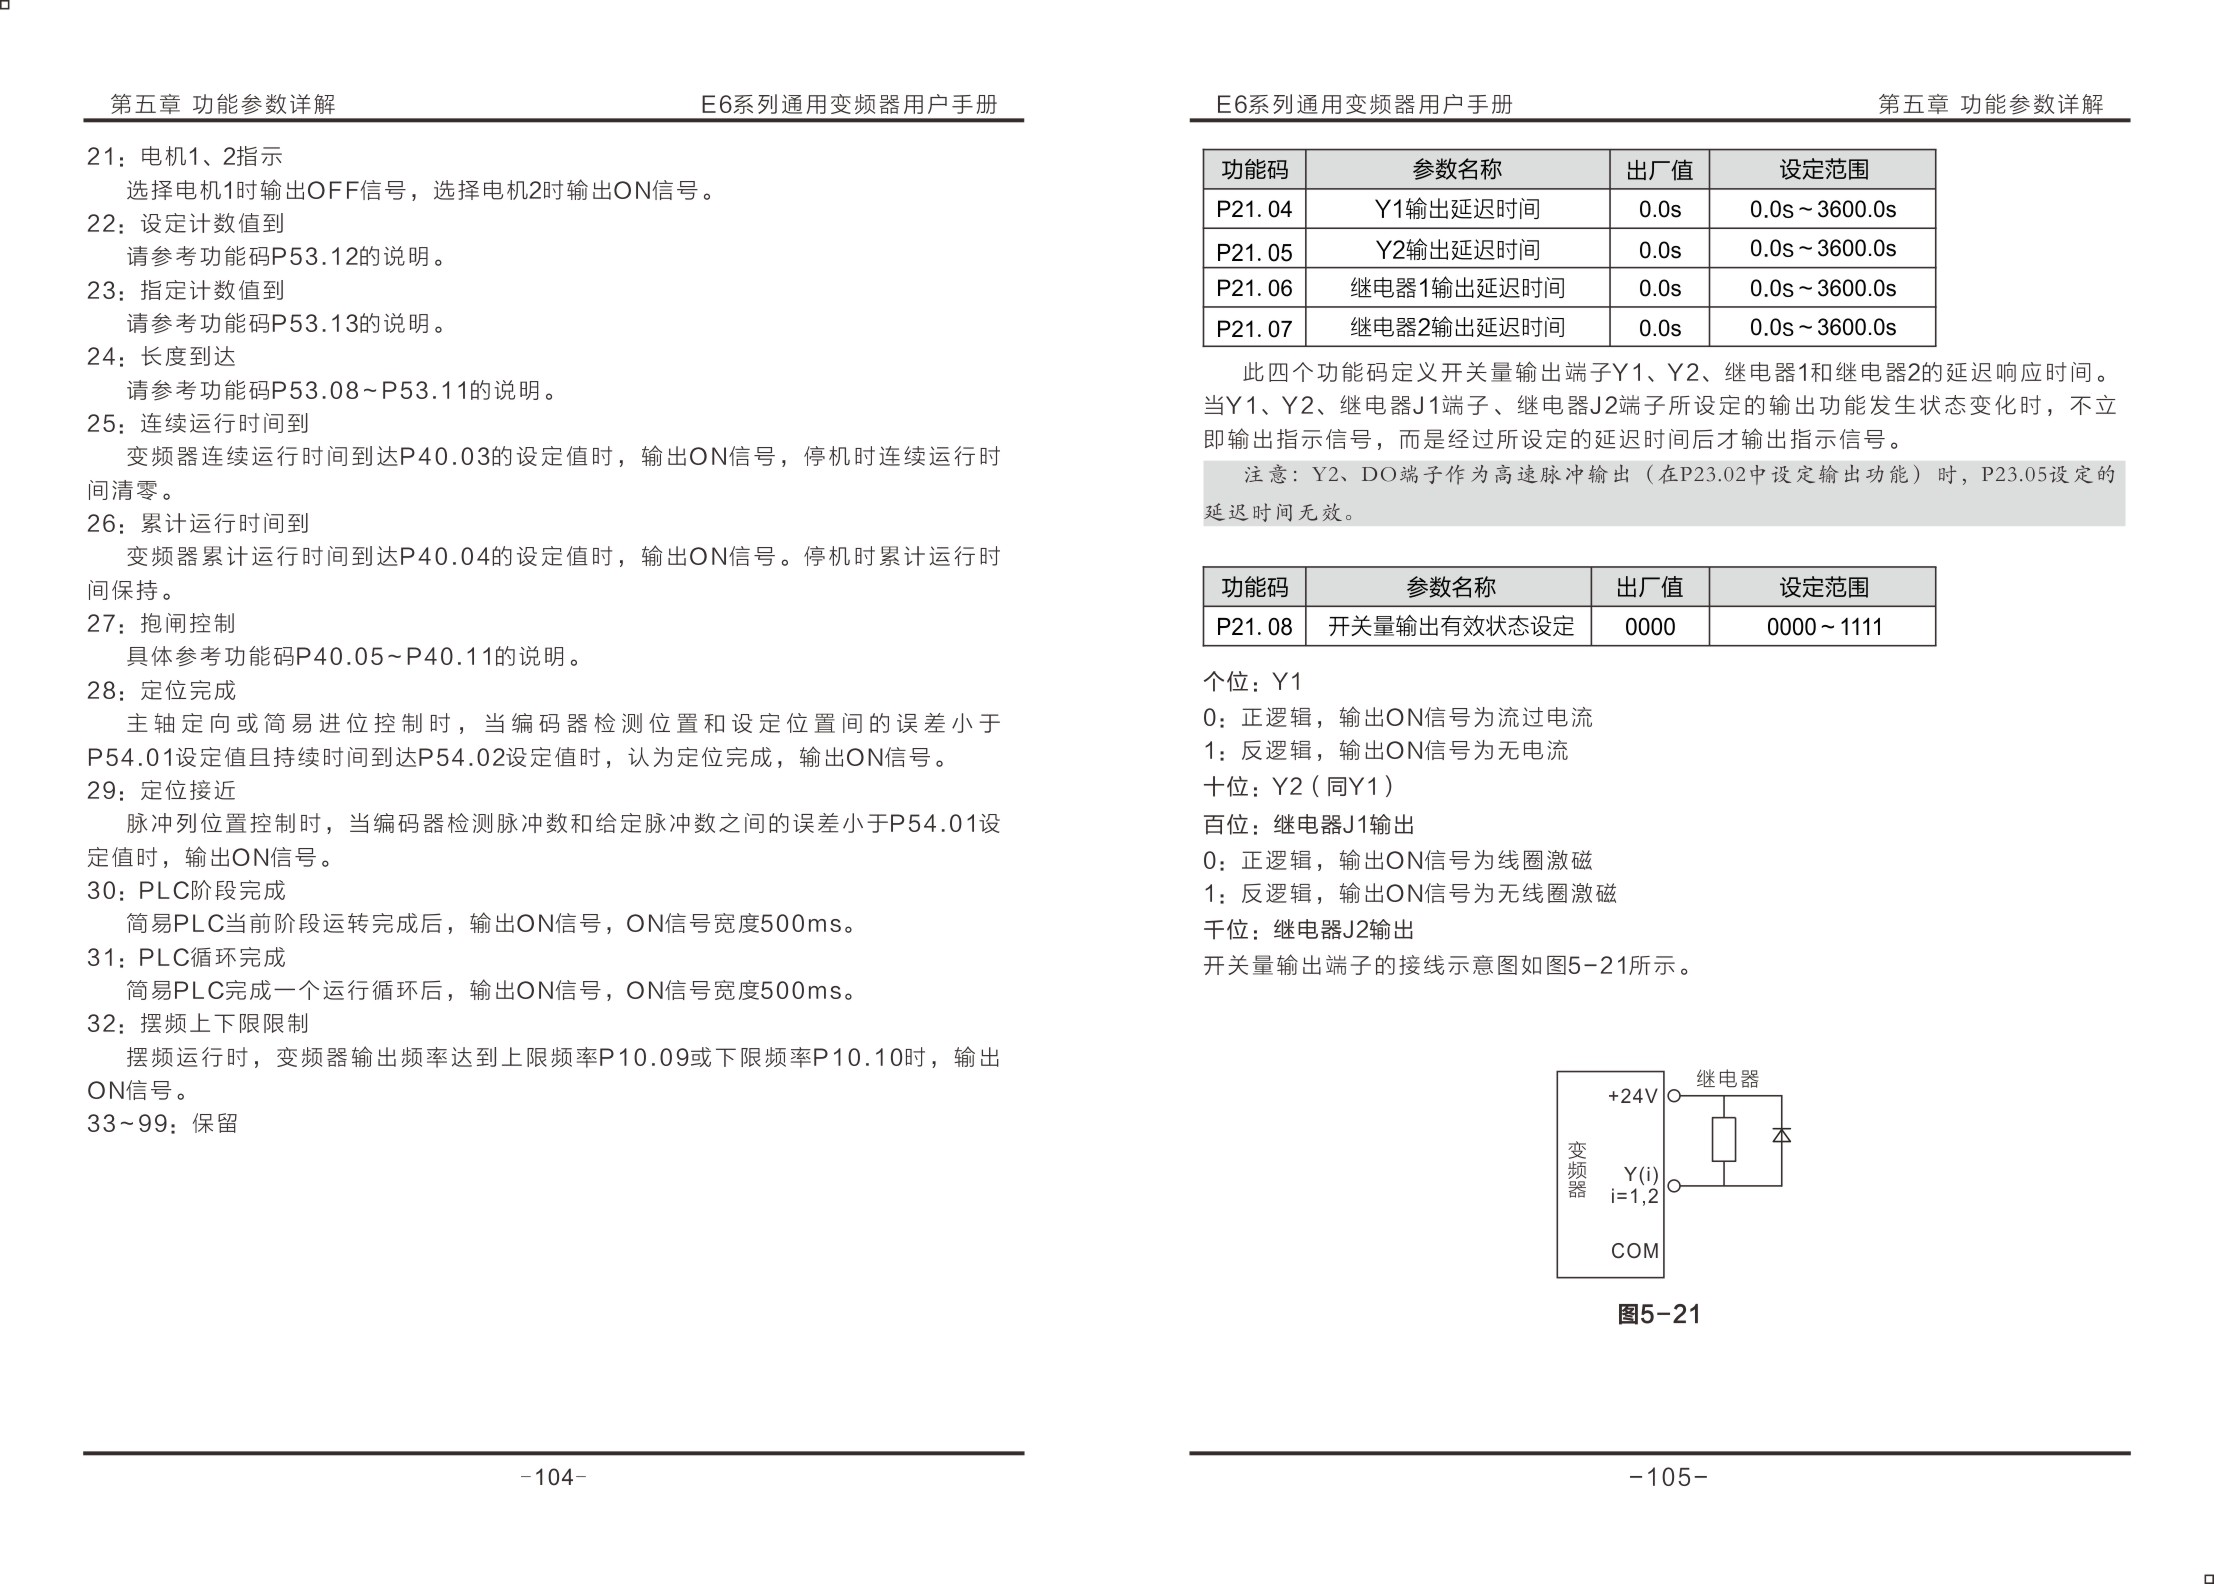 第五章 功能参数详解
E6系列通用变频器用户手册
21：电机1、2指示
选择电机1时输出OFF信号，选择电机2时输出ON信号。
22：设定计数值到
请参考功能码P53.12的说明。
23：指定计数值到
请参考功能码P53.13的说明。
24：长度到达
请参考功能码P53.08~P53.11的说明。
25：连续运行时间到
变频器连续运行时间到达P40.03的设定值时，输出ON信号，停机时连续运行时
间清零。
26：累计运行时间到
变频器累计运行时间到达P40.04的设定值时，输出ON信号。停机时累计运行时
间保持。
27：抱闸控制
具体参考功能码P40.05~P40.11的说明。
28：定位完成
主轴定向或简易进位控制时，当编码器检测位置和设定位置间的误差小于
P54.01设定值且持续时间到达P54.02设定值时，认为定位完成，输出ON信号。
29：定位接近
脉冲列位置控制时，当编码器检测脉冲数和给定脉冲数之间的误差小于P54.01设
定值时，输出ON信号。
30：PLC阶段完成
简易PLC当前阶段运转完成后，输出ON信号，ON信号宽度500ms。
31：PLC循环完成
简易PLC完成一个运行循环后，输出ON信号，ON信号宽度500ms。
32：摆频上下限限制
摆频运行时，变频器输出频率达到上限频率P10.09或下限频率P10.10时，输出
ON信号。
33~99：保留
-104-
E6系列通用变频器用户手册
第五章 功能参数详解
功能码 参数名称 出厂值 设定范围
P21.04 Y1输出延迟时间 0.0s 0.0s~3600.0s
P21.05 Y2输出延迟时间 0.0s 0.0s~3600.0s
P21.06 继电器1输出延迟时间 0.0s 0.0s~3600.0s
P21.07 继电器2输出延迟时间 0.0s 0.0s~3600.0s
此四个功能码定义开关量输出端子Y1、Y2、继电器1和继电器2的延迟响应时间。
当Y1、Y2、继电器J1端子、继电器J2端子所设定的输出功能发生状态变化时，不立
即输出指示信号，而是经过所设定的延迟时间后才输出指示信号。
注意：Y2、DO端子作为高速脉冲输出（在P23.02中设定输出功能）时，P23.05设定的
延迟时间无效。
功能码 参数名称 出厂值 设定范围
P21.08 开关量输出有效状态设定 0000 0000~1111
个位：Y1
0：正逻辑，输出ON信号为流过电流
1：反逻辑，输出ON信号为无电流
十位：Y2（同Y1）
百位：继电器J1输出
0：正逻辑，输出ON信号为线圈激磁
1：反逻辑，输出ON信号为无线圈激磁
千位：继电器J2输出
开关量输出端子的接线示意图如图5-21所示。
继电器
+24V
变频器
Y(i)
i=1,2
COM
图5-21
-105-